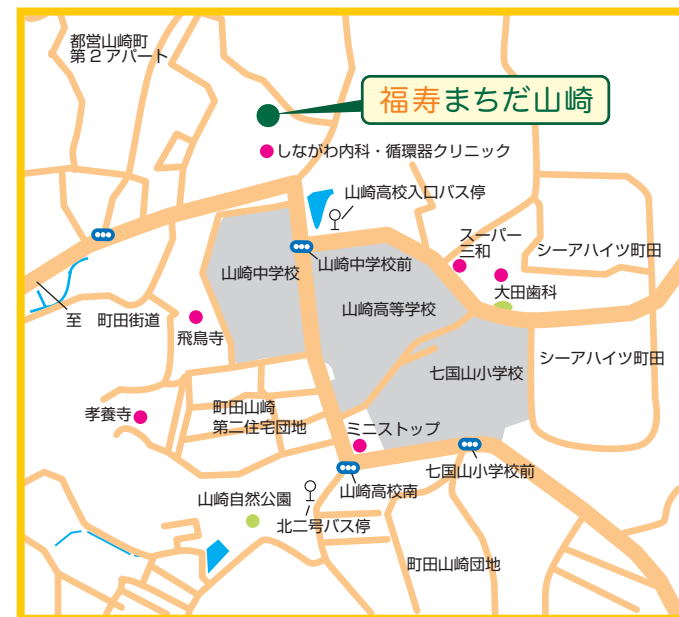 都営山崎町
第2アパート
福寿まちだ山崎
しながわ内科・循環器クリニック
山崎高校入口バス停
スーパー
三和
シーアハイツ町田
山崎中学校
山崎中学校前
大田歯科
山崎高等学校
至 町田街道
飛鳥寺
シーアハイツ町田
七国山小学校
孝養寺
町田山崎
第二住宅団地
ミニストップ
七国山小学校前
山崎高校南
山崎自然公園
北二号バス停
町田山崎団地